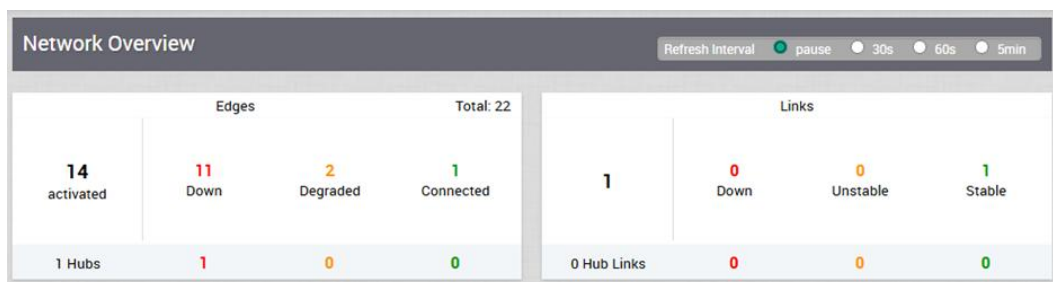 Network Overview
Refresh Interval pause 30s 60s 5min
Edges Total: 22
14 11 2 1
activated Down Degraded Connected
1 Hubs 1 0 0
Links
1 0 0 1
Down Unstable Stable
0 Hub Links 0 0 0